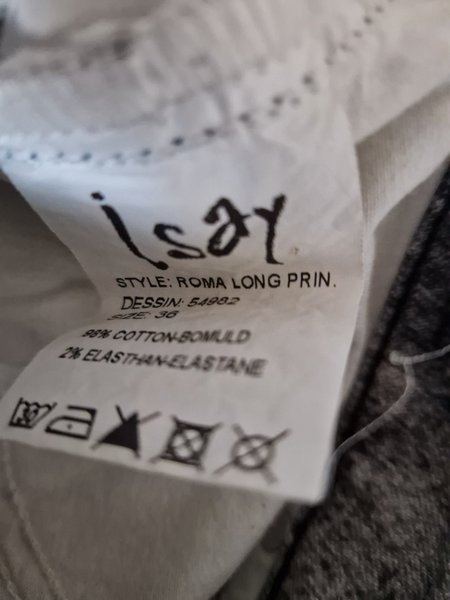 isay
STYLE: ROMA LONG PRIN.
DESSIN: 54982
SIZE: 36
98% COTTON-BOMULD
2% ELASTHAN-ELASTANE